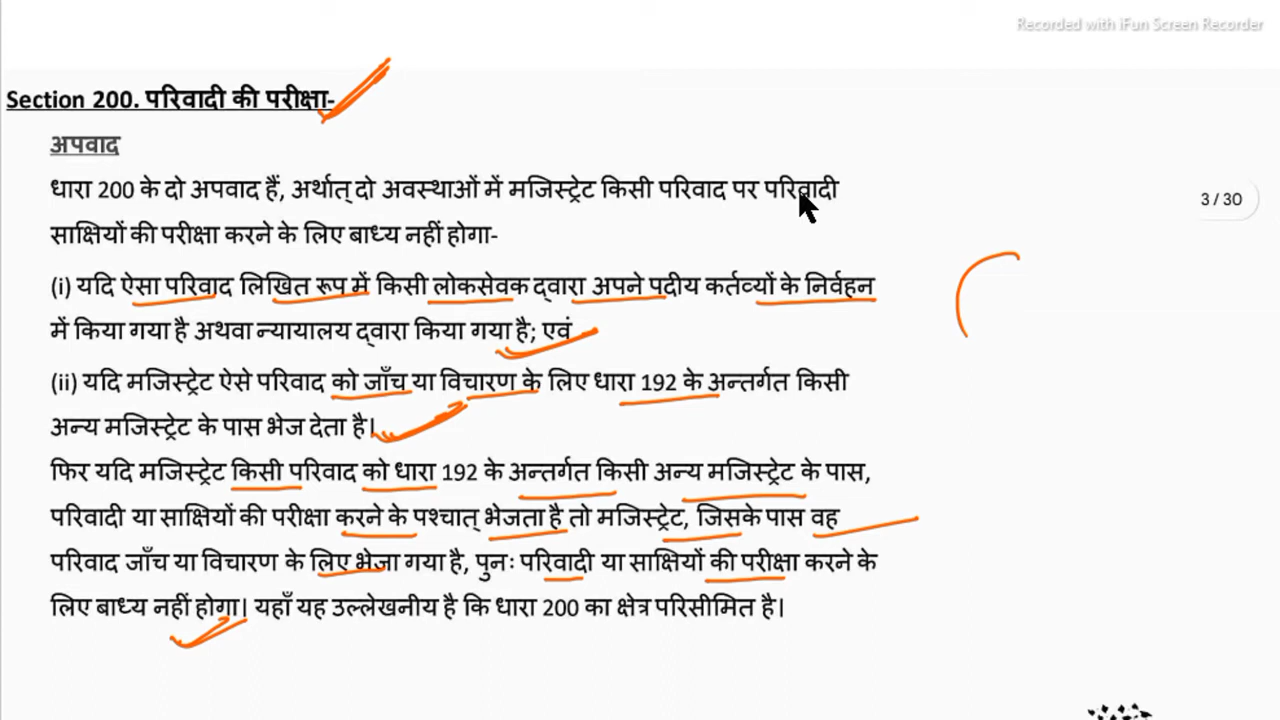 Recorded with iFun Screen Recorder
Section 200. परिवादी की परीक्षा-
अपवाद
धारा 200 के दो अपवाद हैं, अर्थात् दो अवस्थाओं में मजिस्ट्रेट किसी परिवाद पर परिवादी
3 / 30
साक्षियों की परीक्षा करने के लिए बाध्य नहीं होगा-
(i) यदि ऐसा परिवाद लिखित रूप में किसी लोकसेवक द्वारा अपने पदीय कर्तव्यों के निर्वहन
में किया गया है अथवा न्यायालय द्वारा किया गया है; एवं
(ii) यदि मजिस्ट्रेट ऐसे परिवाद को जाँच या विचारण के लिए धारा 192 के अन्तर्गत किसी
अन्य मजिस्ट्रेट के पास भेज देता है।
फिर यदि मजिस्ट्रेट किसी परिवाद को धारा 192 के अन्तर्गत किसी अन्य मजिस्ट्रेट के पास,
परिवादी या साक्षियों की परीक्षा करने के पश्चात् भेजता है तो मजिस्ट्रेट, जिसके पास वह
परिवाद जाँच या विचारण के लिए भेजा गया है, पुनः परिवादी या साक्षियों की परीक्षा करने के
लिए बाध्य नहीं होगा। यहाँ यह उल्लेखनीय है कि धारा 200 का क्षेत्र परिसीमित है।